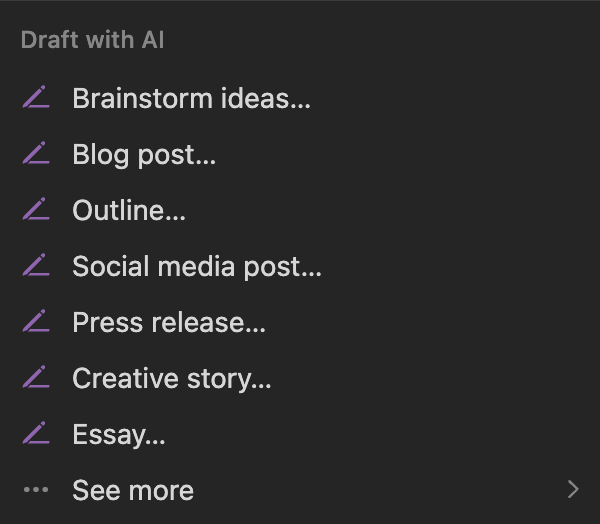 Draft with AI
Brainstorm ideas...
Blog post...
Outline...
Social media post...
Press release...
Creative story...
Essay...
See more